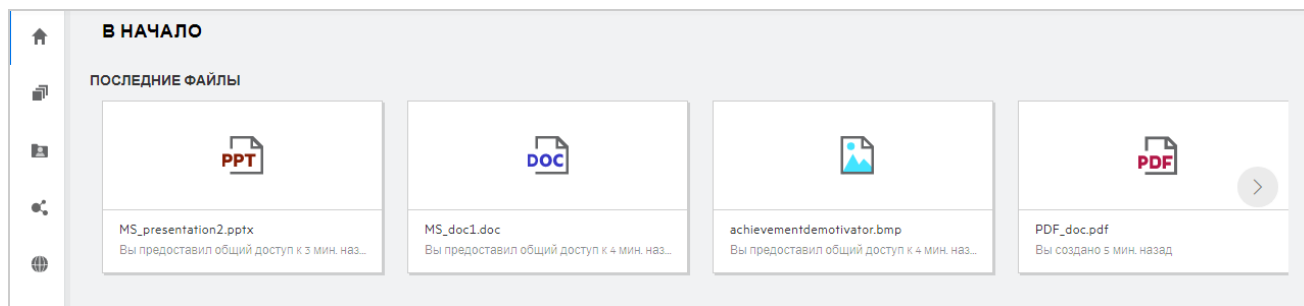 В НАЧАЛО
ПОСЛЕДНИЕ ФАЙЛЫ
PPT
DOC
PDF
MS_presentation2.pptx
MS_doc1.doc
achievementdemotivator.bmp
PDF_doc.pdf
Вы предоставил общий доступ к 3 мин. наз...
Вы предоставил общий доступ к 4 мин. наз...
Вы предоставил общий доступ к 4 мин. наз...
Вы создано 5 мин. назад